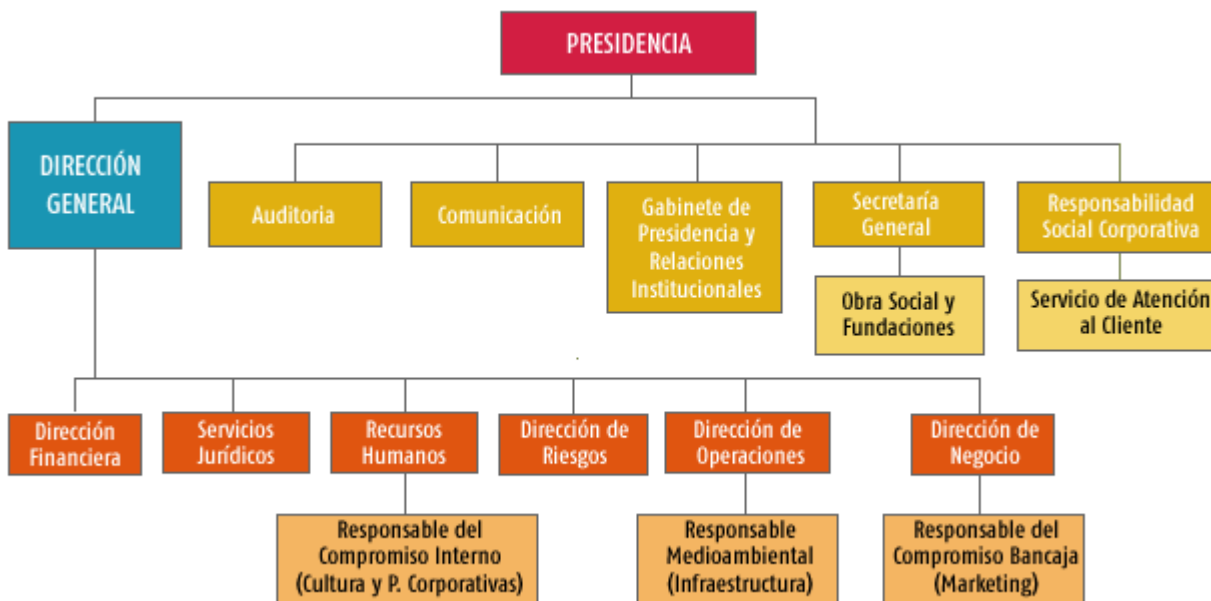 PRESIDENCIA
DIRECCIÓN
GENERAL
Auditoria
Comunicación
Gabinete de
Presidencia y
Relaciones
Institucionales
Secretaría
General
Responsabilidad
Social Corporativa
Obra Social y
Fundaciones
Servicio de Atención
al Cliente
Dirección
Financiera
Servicios
Jurídicos
Recursos
Humanos
Dirección de
Riesgos
Dirección de
Operaciones
Dirección de
Negocio
Responsable del
Compromiso Interno
(Cultura y P. Corporativas)
Responsable
Medioambiental
(Infraestructura)
Responsable del
Compromiso Bancaja
(Marketing)